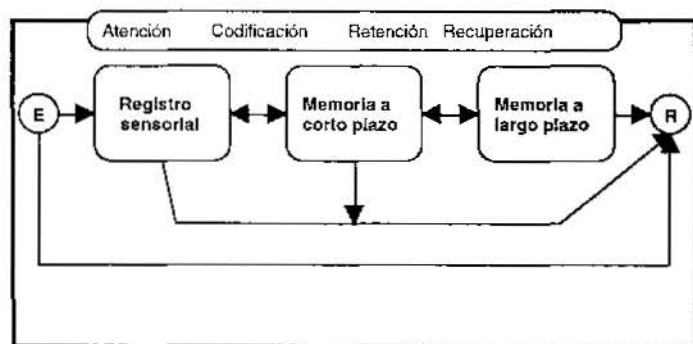 Atención Codificación Retención Recuperación
E
Registro
sensorial
Memoria a
corto plazo
Memoria a
largo plazo
R